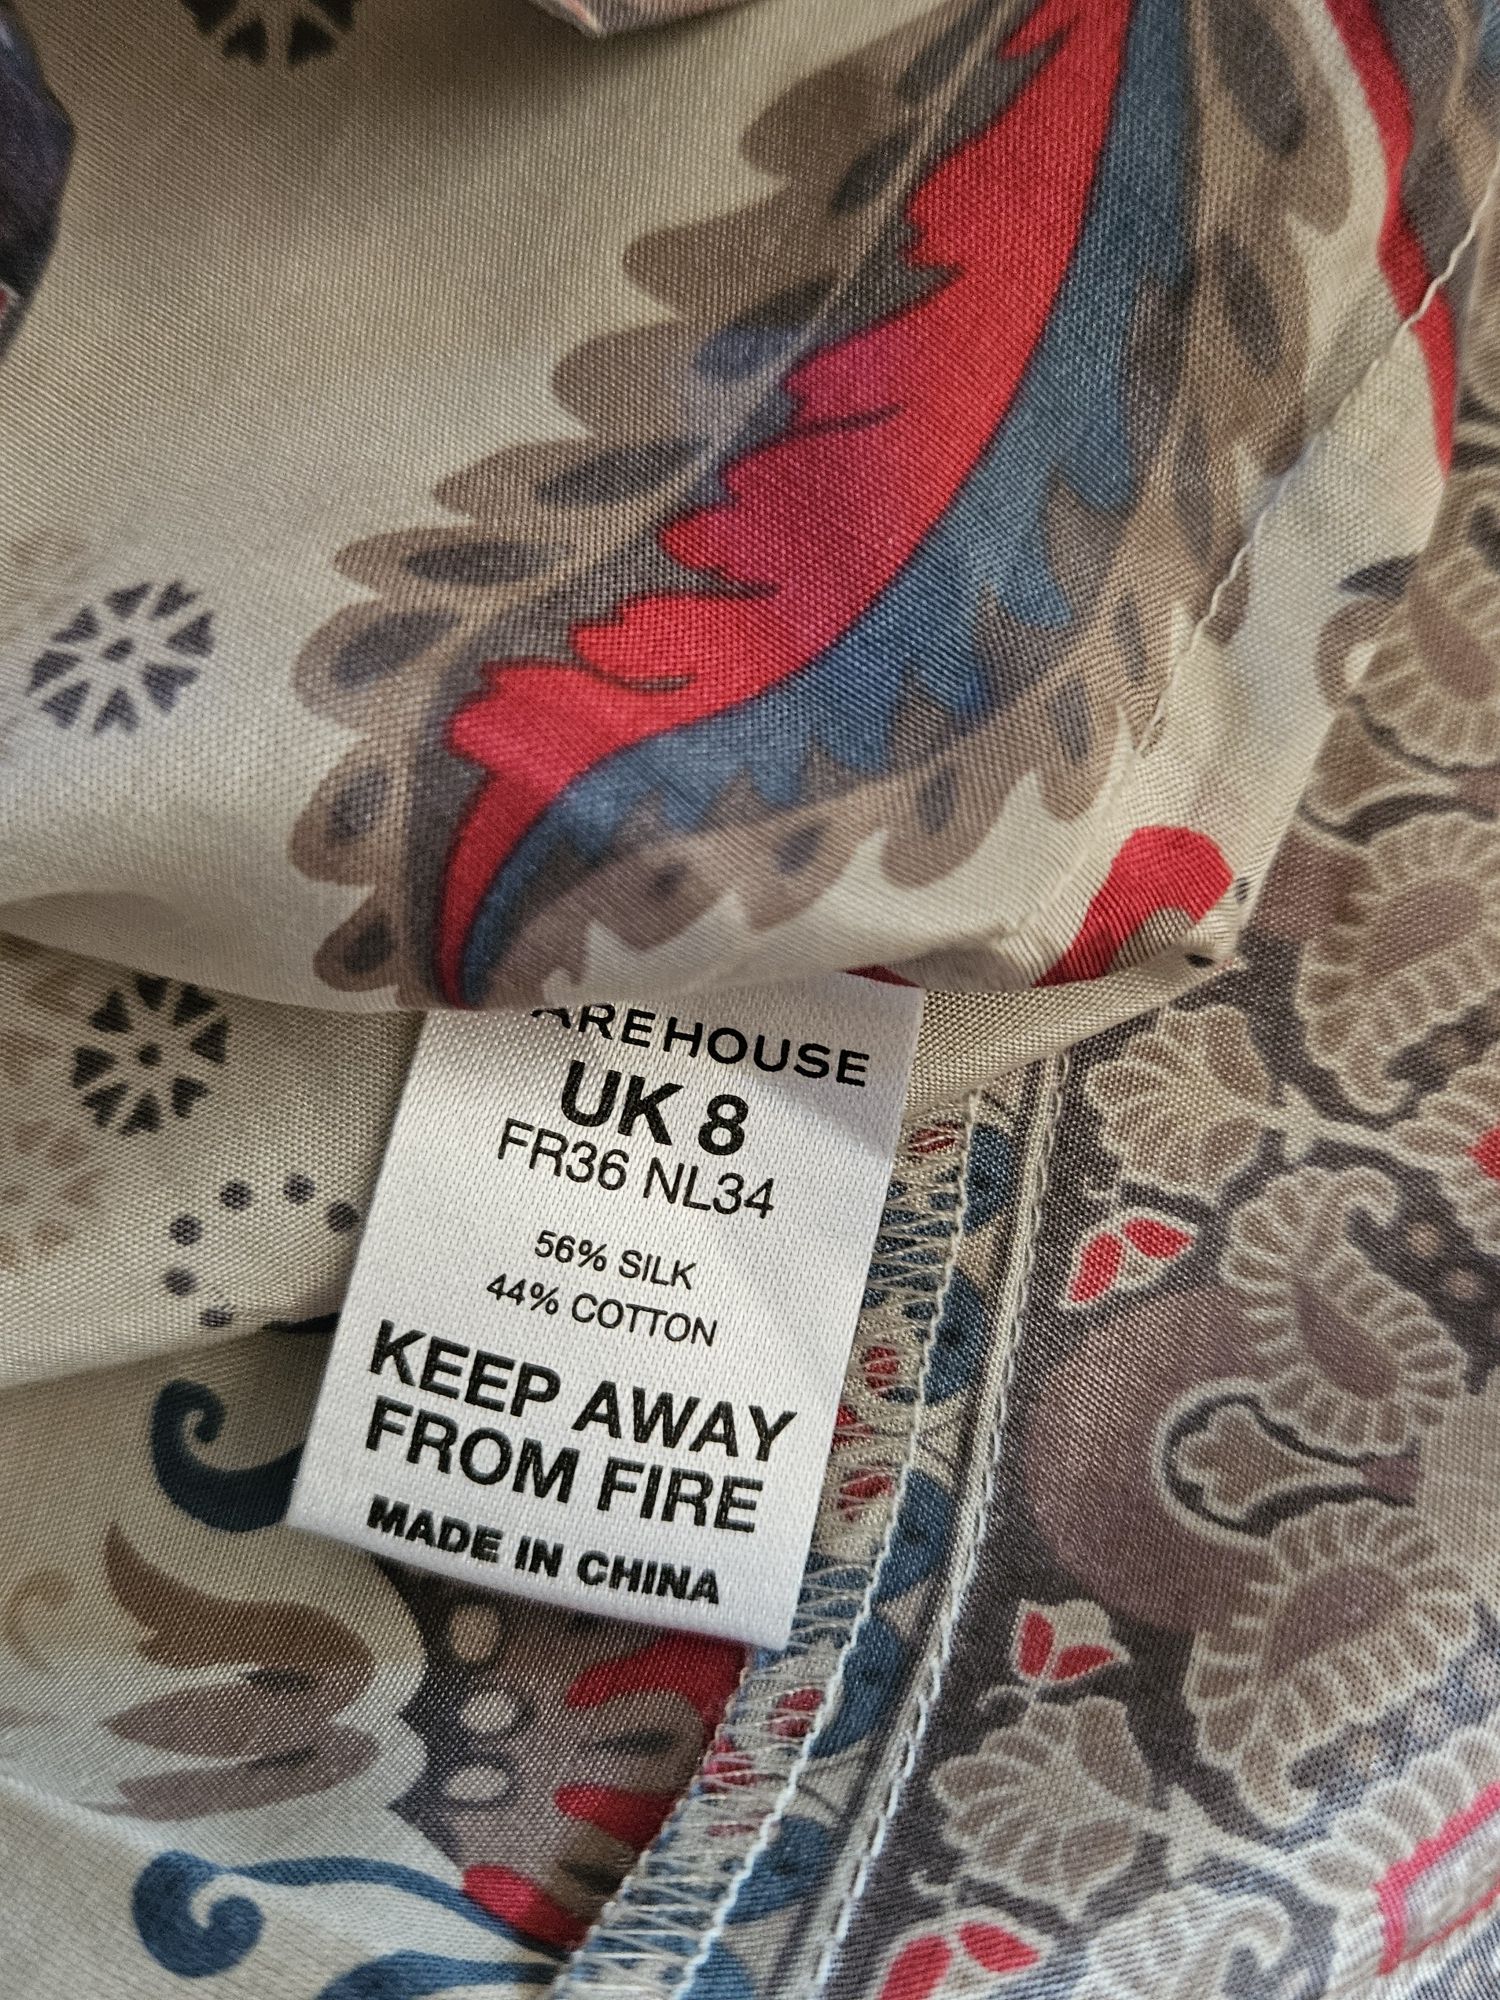 AREHOUSE
UK 8
FR36 NL34
56% SILK
44% COTTON
KEEP AWAY
FROM FIRE
MADE IN CHINA